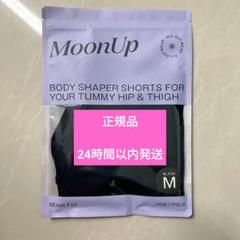 MoonUp
BODY SHAPER SHORTS FOR
YOUR TUMMY HIP & THIGH
正規品
24時間以内発送
BLACK
M
SEAMLESS
ONE / PACK